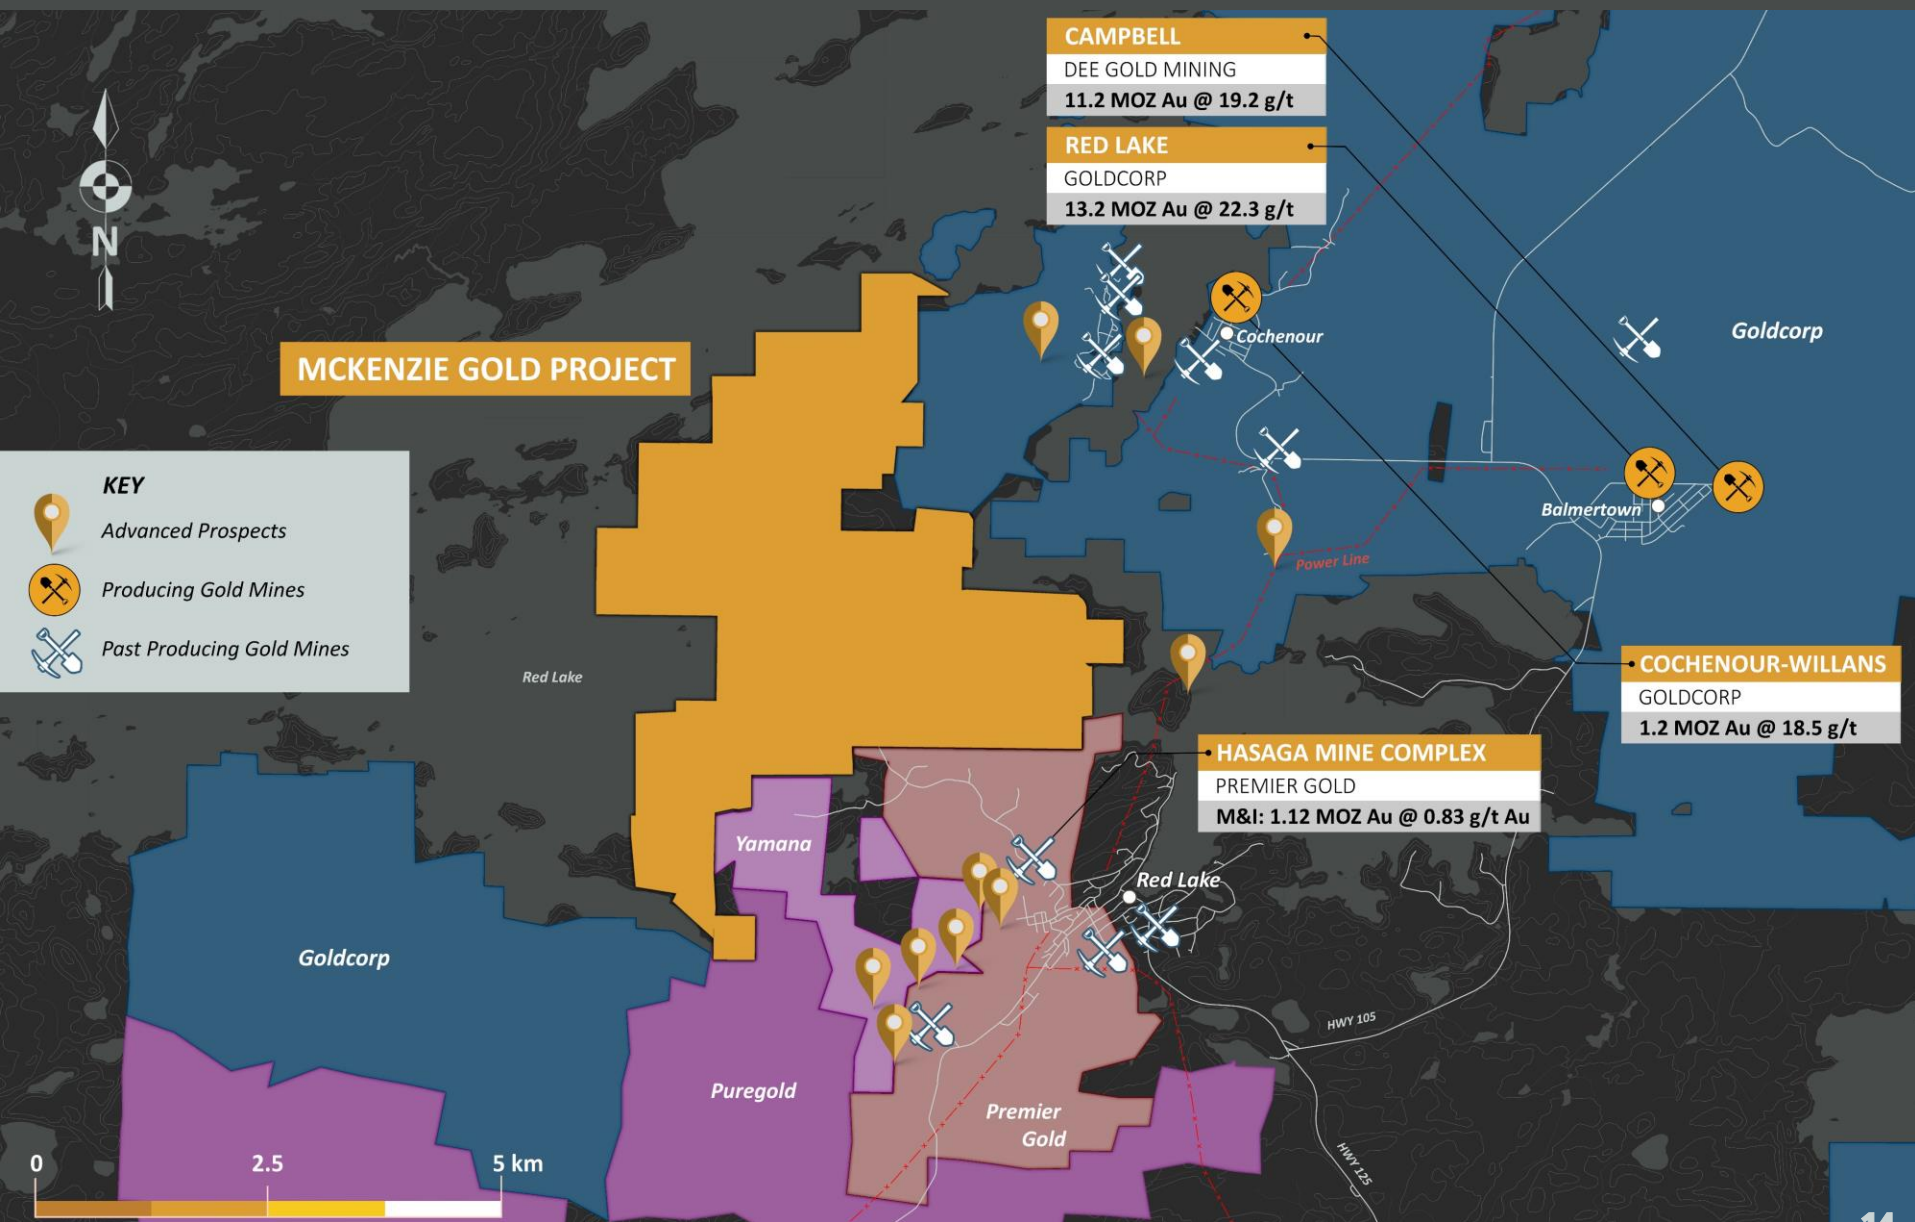 CAMPBELL
DEE GOLD MINING
11.2 MOZ Au @ 19.2 g/t
RED LAKE
GOLDCORP
13.2 MOZ Au @ 22.3 g/t
N
MCKENZIE GOLD PROJECT
Cochenour
Goldcorp
KEY
Advanced Prospects
Producing Gold Mines
Past Producing Gold Mines
Balmertown
Power Line
Red Lake
COCHENOUR-WILLANS
GOLDCORP
1.2 MOZ Au @ 18.5 g/t
HASAGA MINE COMPLEX
PREMIER GOLD
M&I: 1.12 MOZ Au @ 0.83 g/t Au
Yamana
Red Lake
Goldcorp
HWY 105
Puregold
Premier
Gold
HWY 125
0 2.5 5 km
14